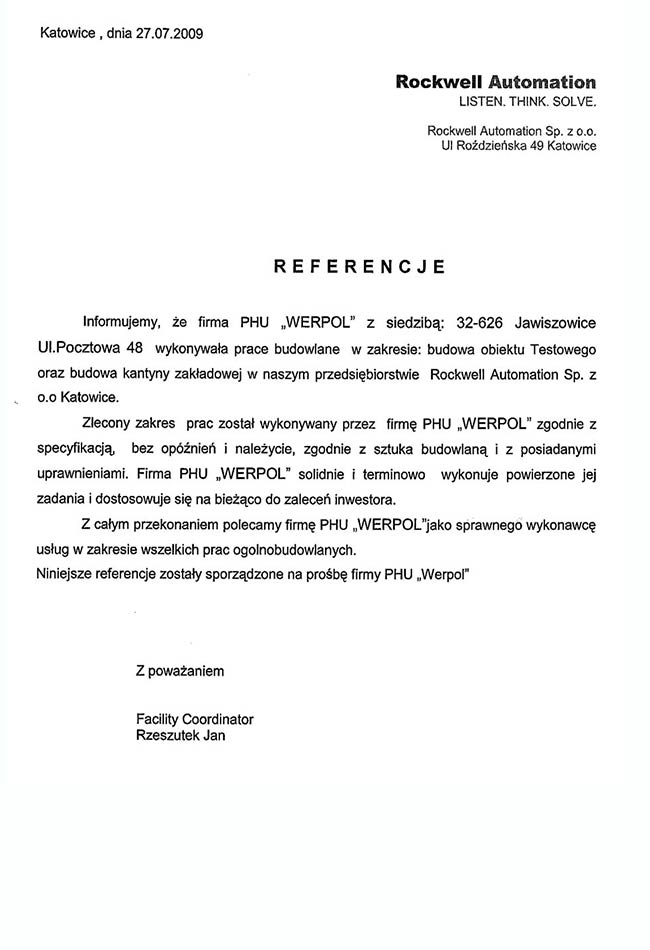 Katowice , dnia 27.07.2009
Rockwell Automation
LISTEN. THINK. SOLVE.
Rockwell Automation Sp. z o.o.
Ul Roździeńska 49 Katowice
REFERENCJE
Informujemy, że firma PHU „WERPOL” z siedzibą: 32-626 Jawiszowice
Ul.Pocztowa 48 wykonywała prace budowlane w zakresie: budowa obiektu Testowego
oraz budowa kantyny zakładowej w naszym przedsiębiorstwie Rockwell Automation Sp. z
o.o Katowice.
Zlecony zakres prac został wykonywany przez firmę PHU „WERPOL” zgodnie z
specyfikacją, bez opóźnień i należycie, zgodnie z sztuka budowlaną i z posiadanymi
uprawnieniami. Firma PHU „WERPOL” solidnie i terminowo wykonuje powierzone jej
zadania i dostosowuje się na bieżąco do zaleceń inwestora.
Z całym przekonaniem polecamy firmę PHU „WERPOL”jako sprawnego wykonawcę
usług w zakresie wszelkich prac ogolnobudowlanych.
Niniejsze referencje zostały sporządzone na prośbę firmy PHU „Werpol”
Z poważaniem
Facility Coordinator
Rzeszutek Jan